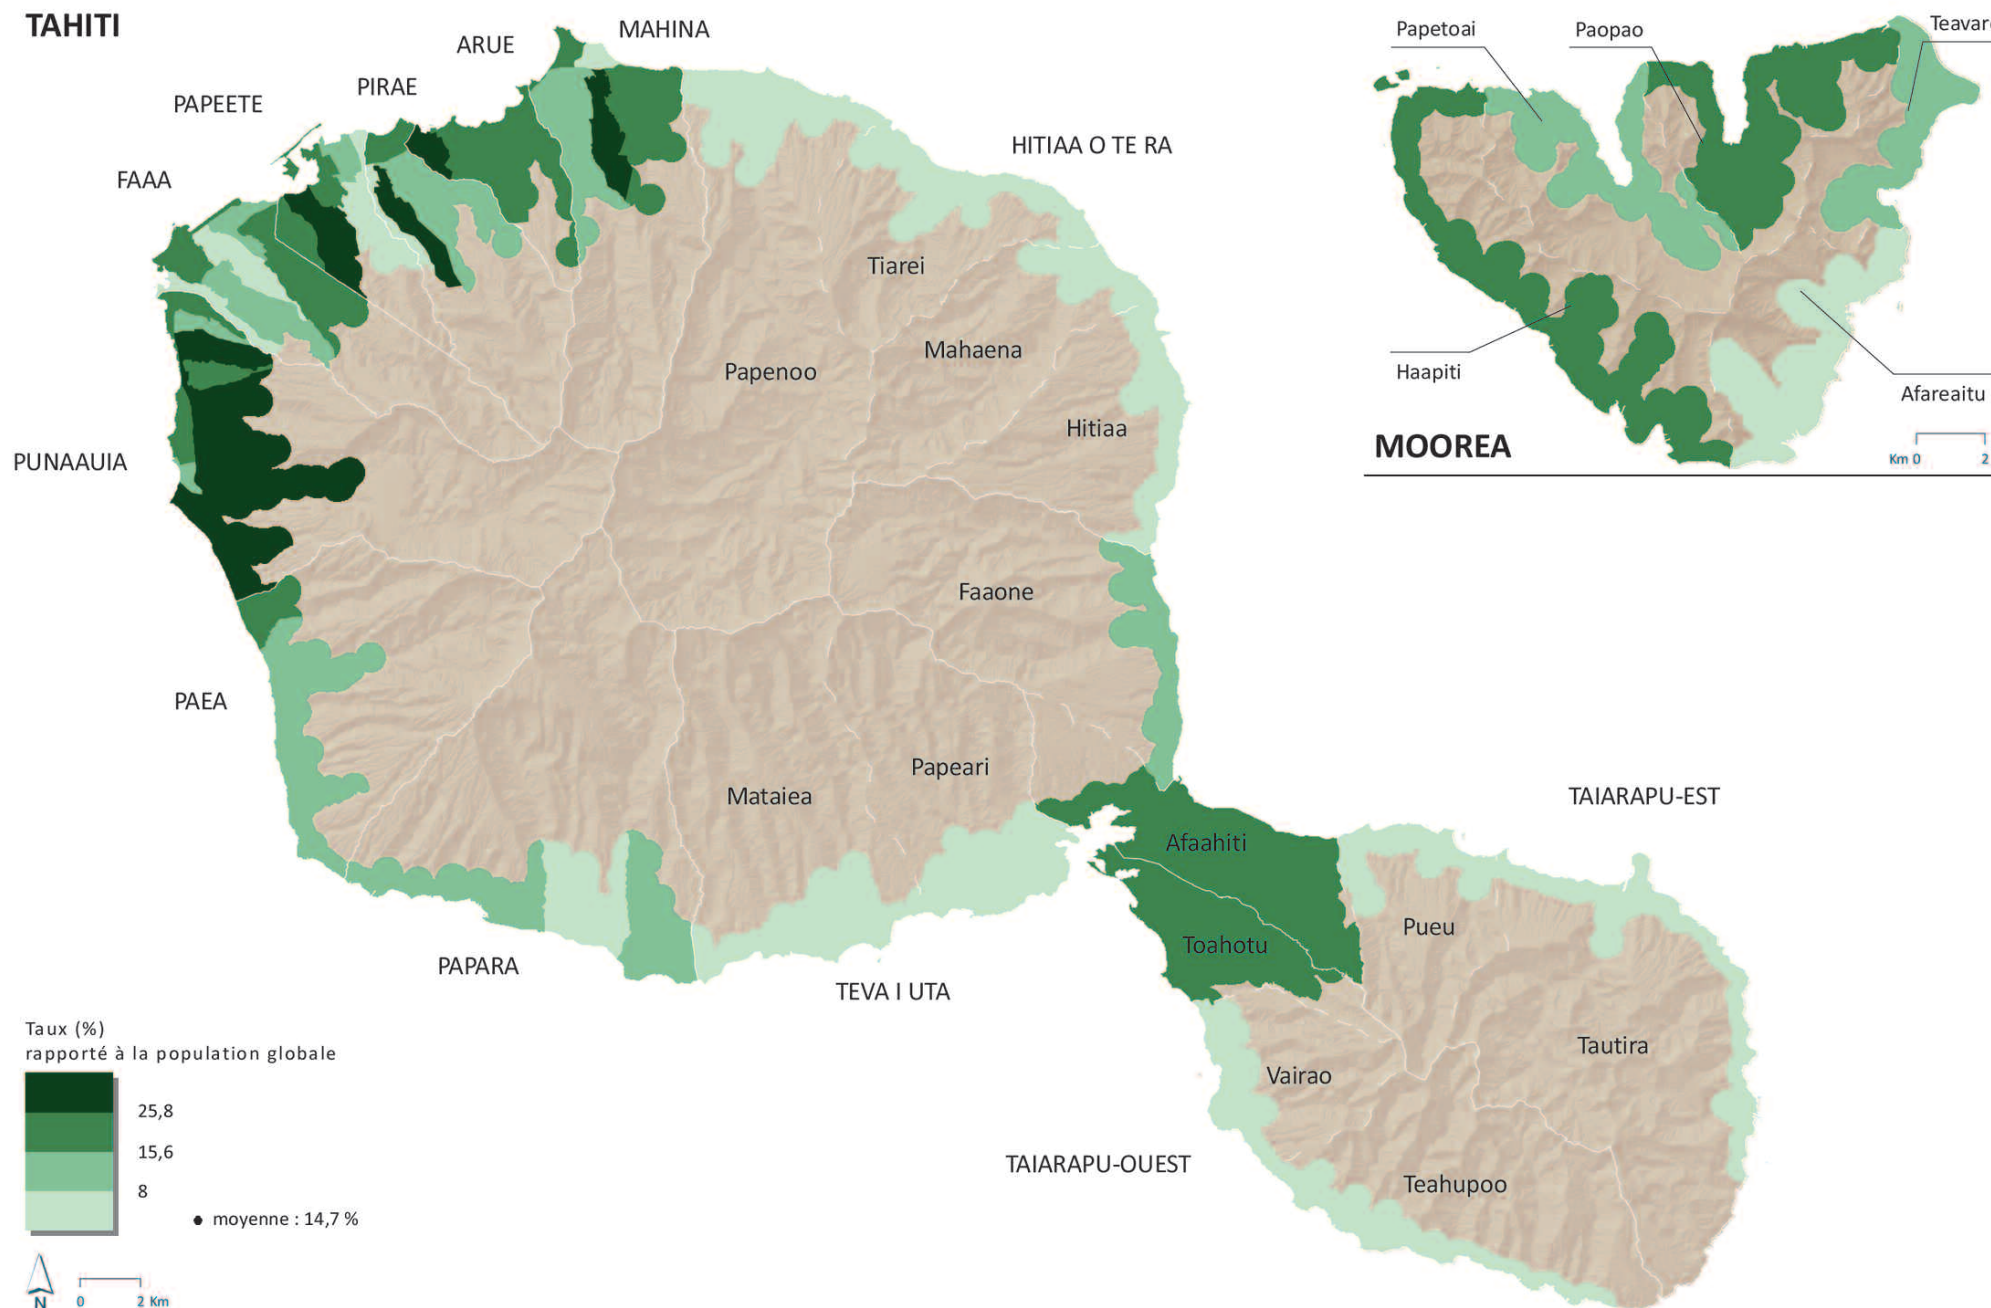 TAHITI
MAHINA
ARUE
PIRAE
PAPEETE
FAAA
HITIAA O TE RA
PUNAAUIA
PAEA
PAPARA
TEVA I UTA
TAIARAPU-EST
TAIARAPU-OUEST
Tiarei
Mahaena
Papenoo
Hitiaa
Faaone
Papeari
Mataiea
Afaahiti
Toahotu
Pueu
Tautira
Vairao
Teahupoo
Papetoai
Paopao
Teavar
Haapiti
Afareaitu
MOOREA
Km 0 2
Taux (%)
rapporté à la population globale
25,8
15,6
8
moyenne : 14,7 %
N
0 2 Km